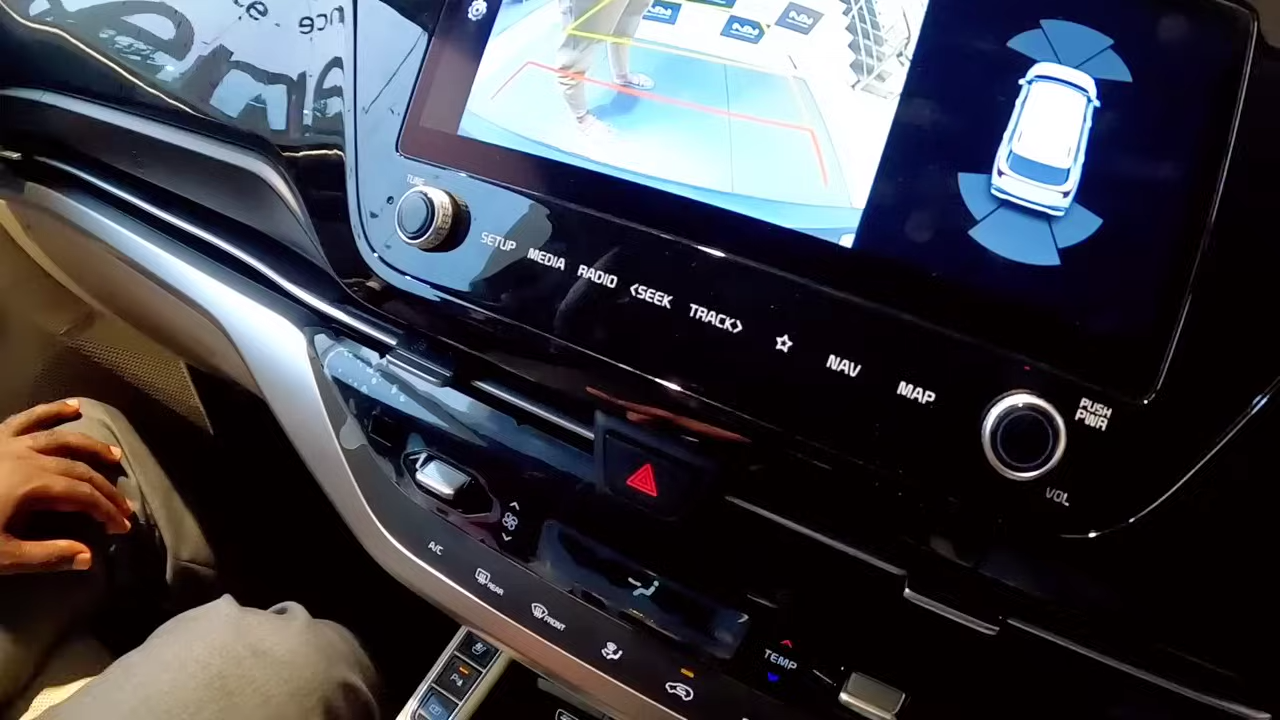 TUNE
SETUP
MEDIA
RADIO
<SEEK
TRACK>
NAV
MAP
PUSH
PWR
VOL
A/C
REAR
FRONT
TEMP